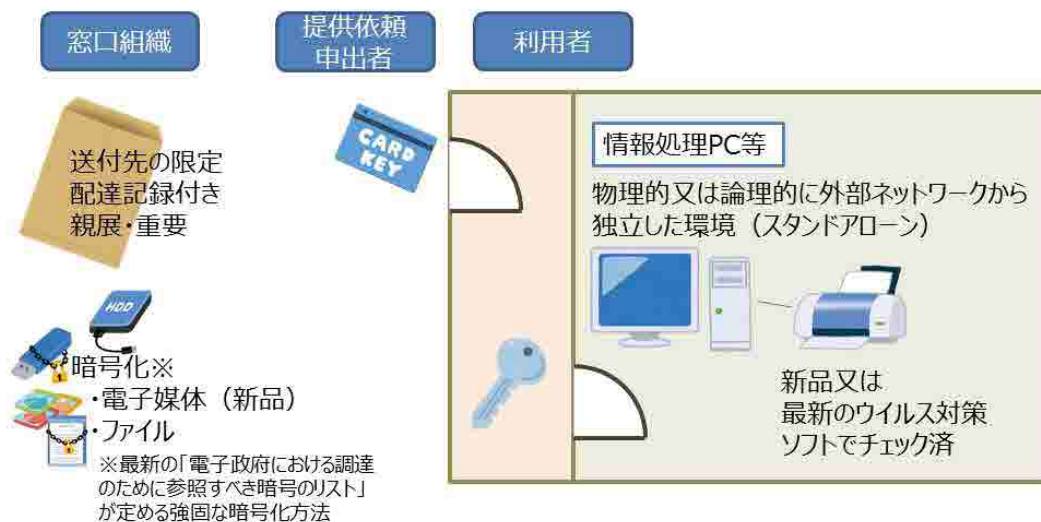 窓口組織
提供依頼
申出者
利用者
送付先の限定
配達記録付き
親展・重要
CARD
KEY
情報処理PC等
物理的又は論理的に外部ネットワークから
独立した環境（スタンドアローン）
HDD
暗号化※
・電子媒体（新品）
・ファイル
※最新の「電子政府における調達
のために参照すべき暗号のリスト」
が定める強固な暗号化方法
新品又は
最新のウイルス対策
ソフトでチェック済